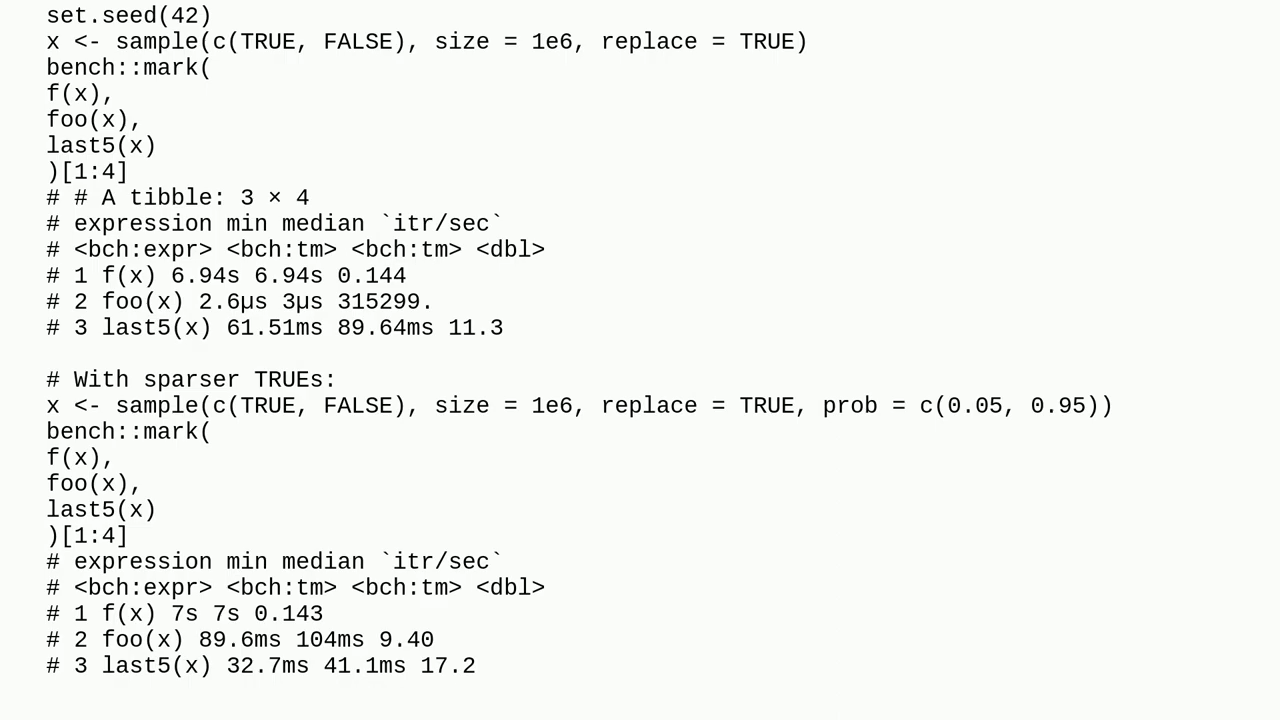 set.seed(42)
x <- sample(c(TRUE, FALSE), size = 1e6, replace = TRUE)
bench::mark(
f(x),
foo(x),
last5(x)
)[1:4]
# # A tibble: 3 × 4
# expression min median `itr/sec`
# <bch:expr> <bch:tm> <bch:tm> <dbl>
# 1 f(x) 6.94s 6.94s 0.144
# 2 foo(x) 2.6µs 3µs 315299.
# 3 last5(x) 61.51ms 89.64ms 11.3

# With sparser TRUEs:
x <- sample(c(TRUE, FALSE), size = 1e6, replace = TRUE, prob = c(0.05, 0.95))
bench::mark(
f(x),
foo(x),
last5(x)
)[1:4]
# expression min median `itr/sec`
# <bch:expr> <bch:tm> <bch:tm> <dbl>
# 1 f(x) 7s 7s 0.143
# 2 foo(x) 89.6ms 104ms 9.40
# 3 last5(x) 32.7ms 41.1ms 17.2